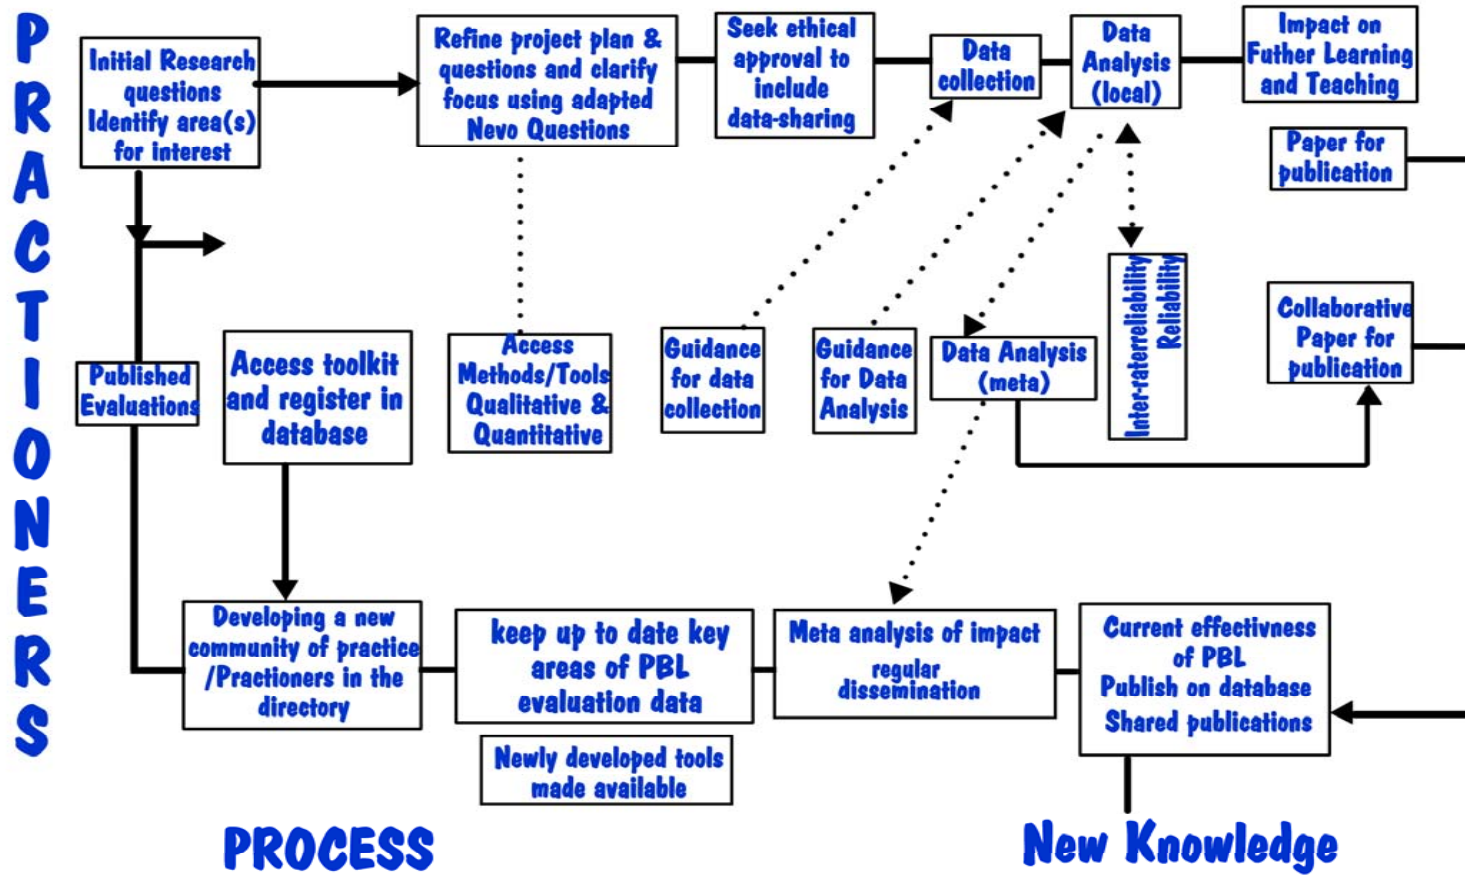 PRACTIONERS
Initial Research
questions
Identify area(s)
for interest
Refine project plan &
questions and clarify
focus using adapted
Nevo Questions
Seek ethical
approval to
include
data-sharing
Data
collection
Data
Analysis
(local)
Impact on
Futher Learning
and Teaching
Paper for
publication
Published
Evaluations
Access toolkit
and register in
database
Access
Methods/Tools
Qualitative &
Quantitative
Guidance
for data
collection
Guidance
for Data
Analysis
Data Analysis
(meta)
Inter-raterreliability
Reliability
Collaborative
Paper for
publication
Developing a new
community of practice
/Practioners in the
directory
keep up to date key
areas of PBL
evaluation data
Meta analysis of impact
regular
dissemination
Current effectivness
of PBL
Publish on database
Shared publications
Newly developed tools
made available
PROCESS
New Knowledge